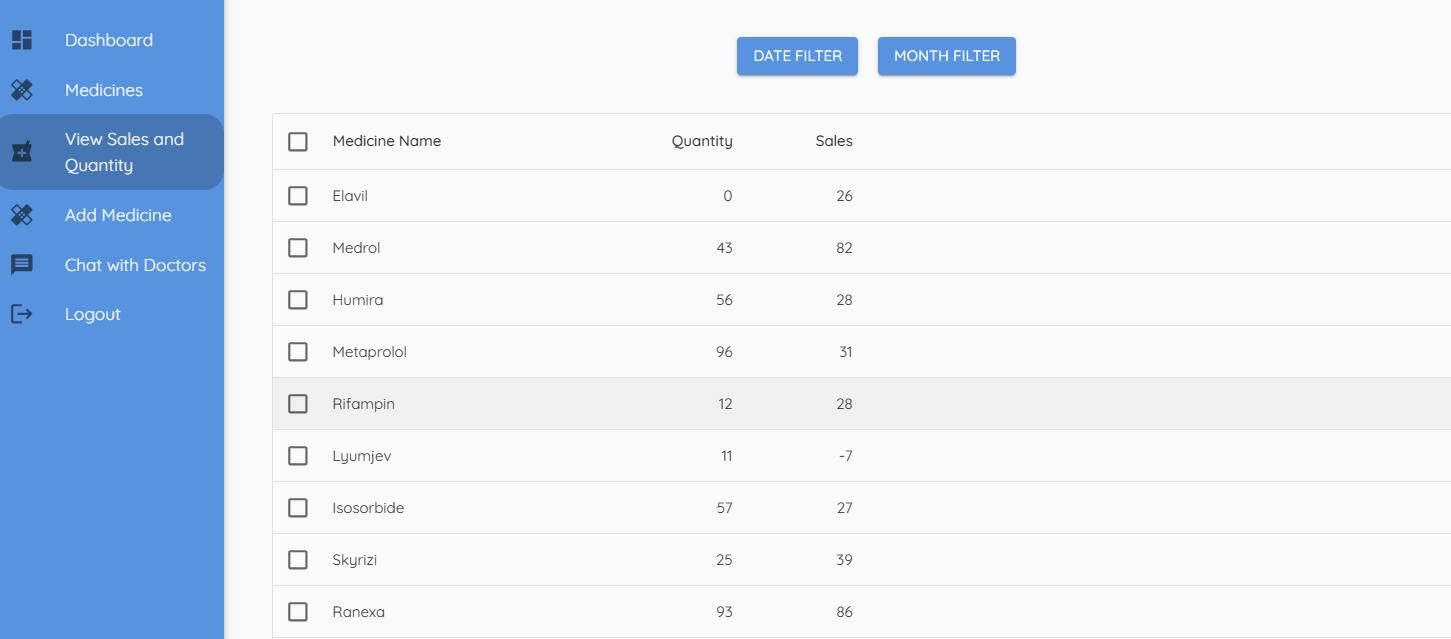 Dashboard
Medicines
View Sales and
Quantity
Add Medicine
Chat with Doctors
Logout
DATE FILTER MONTH FILTER
Medicine Name Quantity Sales
Elavil 0 26
Medrol 43 82
Humira 56 28
Metaprolol 96 31
Rifampin 12 28
Lyumjev 11 -7
Isosorbide 57 27
Skyrizi 25 39
Ranexa 93 86